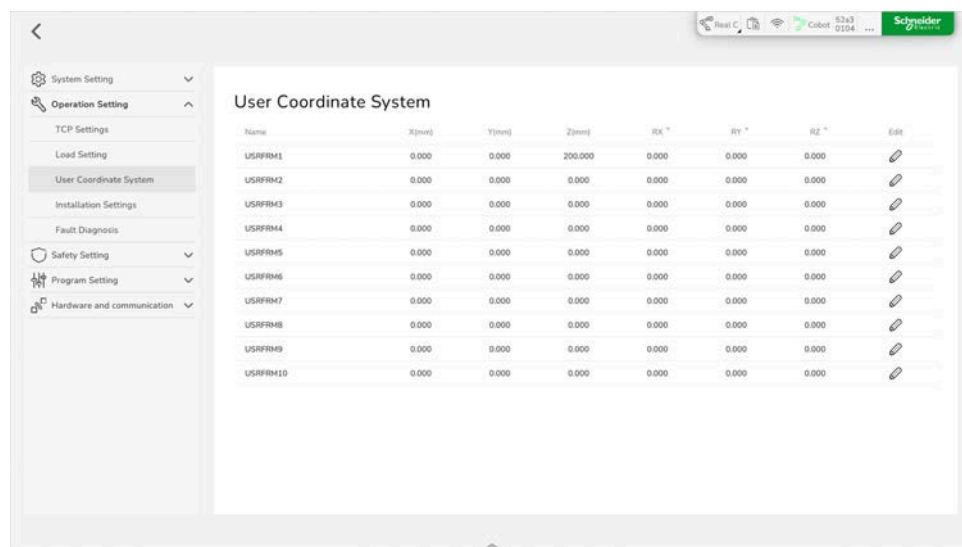 Real C
Cobot
52a3
0104
...
Schneider
Electric
System Setting
Operation Setting
TCP Settings
Load Setting
User Coordinate System
Installation Settings
Fault Diagnosis
Safety Setting
Program Setting
Hardware and communication
User Coordinate System
Name X(mm) Y(mm) Z(mm) RX ° RY ° RZ ° Edit
USRFRM1 0.000 0.000 200.000 0.000 0.000 0.000
USRFRM2 0.000 0.000 0.000 0.000 0.000 0.000
USRFRM3 0.000 0.000 0.000 0.000 0.000 0.000
USRFRM4 0.000 0.000 0.000 0.000 0.000 0.000
USRFRM5 0.000 0.000 0.000 0.000 0.000 0.000
USRFRM6 0.000 0.000 0.000 0.000 0.000 0.000
USRFRM7 0.000 0.000 0.000 0.000 0.000 0.000
USRFRM8 0.000 0.000 0.000 0.000 0.000 0.000
USRFRM9 0.000 0.000 0.000 0.000 0.000 0.000
USRFRM10 0.000 0.000 0.000 0.000 0.000 0.000